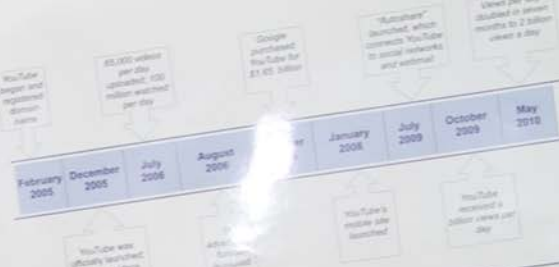 YouTube
began and
registered
domain
name
65,000 videos
per day
uploaded; 100
million watched
per day
Google
purchased
YouTube for
$1.65 billion
"Autoshare"
launched, which
connects YouTube
to social networks
and webmail
Views per
doubled in seven
months to 2 billion
views a day
February
2005
December
2005
July
2006
August
2006
January
2008
July
2009
October
2009
May
2010
YouTube was
officially launched
YouTube's
mobile site
launched
YouTube
received a
billion views per
day